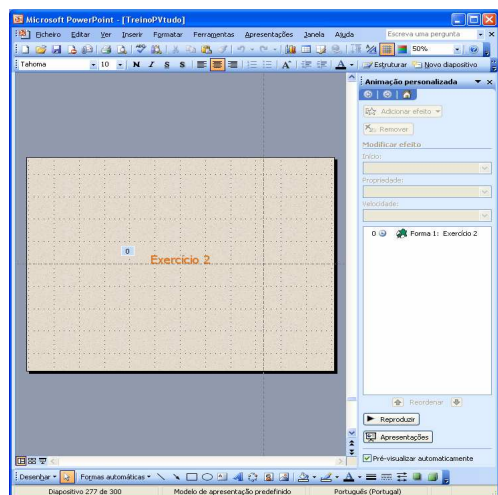 Microsoft PowerPoint - [TreinoPVtudo]
Ficheiro Editar Ver Inserir Formatar Ferramentas Apresentações Janela Ajuda Escreva uma pergunta
50%
Tahoma 10 N I S S A A Estruturar Novo diapositivo
Animação personalizada
Adicionar efeito
Remover
Modificar efeito
Início:
Propriedade:
Velocidade:
0 Forma 1: Exercício 2
0
Exercício 2
Reordenar
Reproduzir
Apresentações
Pré-visualizar automaticamente
Desenhar Formas automáticas
Diapositivo 277 de 300 Modelo de apresentação predefinido Português (Portugal)